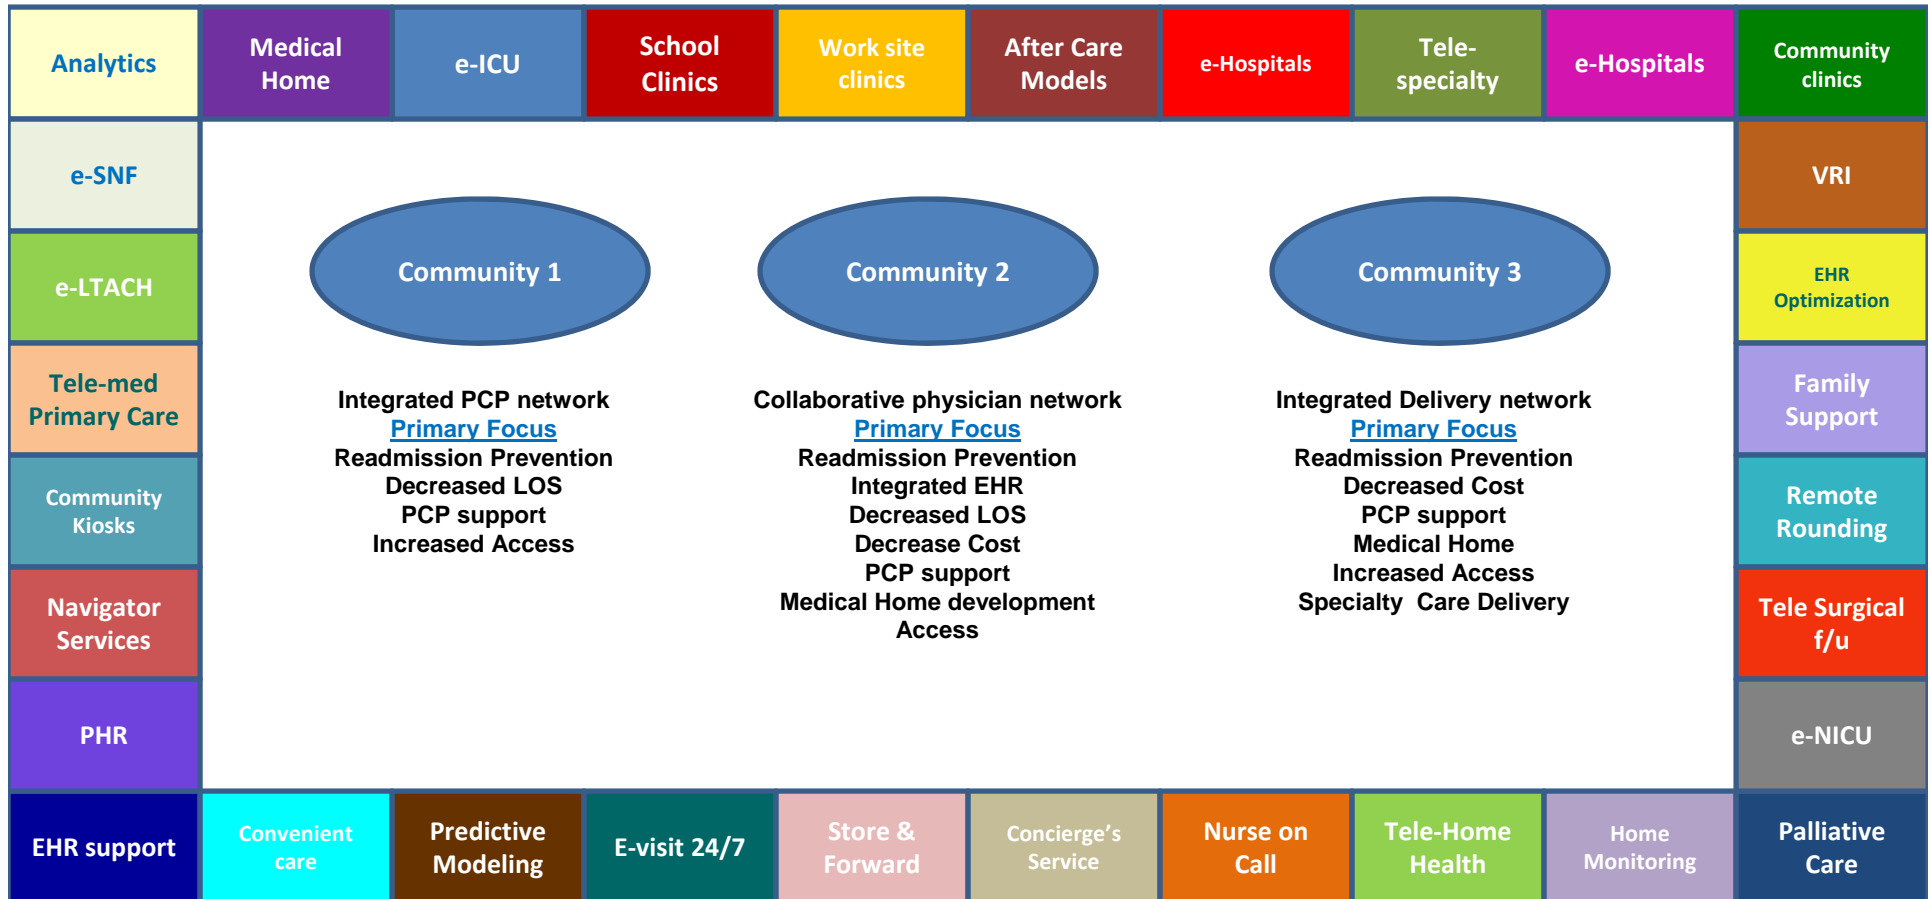 Analytics
Medical
Home
e-ICU
School
Clinics
Work site
clinics
After Care
Models
e-Hospitals
Tele-
specialty
e-Hospitals
Community
clinics
e-SNF
VRI
e-LTACH
Community 1
Community 2
Community 3
EHR
Optimization
Tele-med
Primary Care
Integrated PCP network
Primary Focus
Readmission Prevention
Decreased LOS
PCP support
Increased Access
Collaborative physician network
Primary Focus
Readmission Prevention
Integrated EHR
Decreased LOS
Decrease Cost
PCP support
Medical Home development
Access
Integrated Delivery network
Primary Focus
Readmission Prevention
Decreased Cost
PCP support
Medical Home
Increased Access
Specialty  Care Delivery
Family
Support
Community
Kiosks
Remote
Rounding
Navigator
Services
Tele Surgical
f/u
PHR
e-NICU
EHR support
Convenient
care
Predictive
Modeling
E-visit 24/7
Store &
Forward
Concierge's
Service
Nurse on
Call
Tele-Home
Health
Home
Monitoring
Palliative
Care